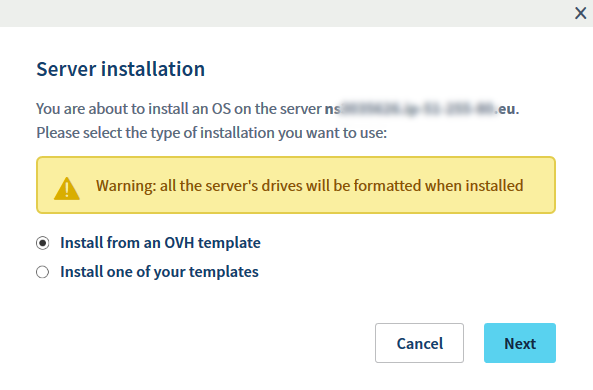 Server installation
You are about to install an OS on the server ns .eu.
Please select the type of installation you want to use:
Warning: all the server's drives will be formatted when installed
Install from an OVH template
Install one of your templates
Cancel Next